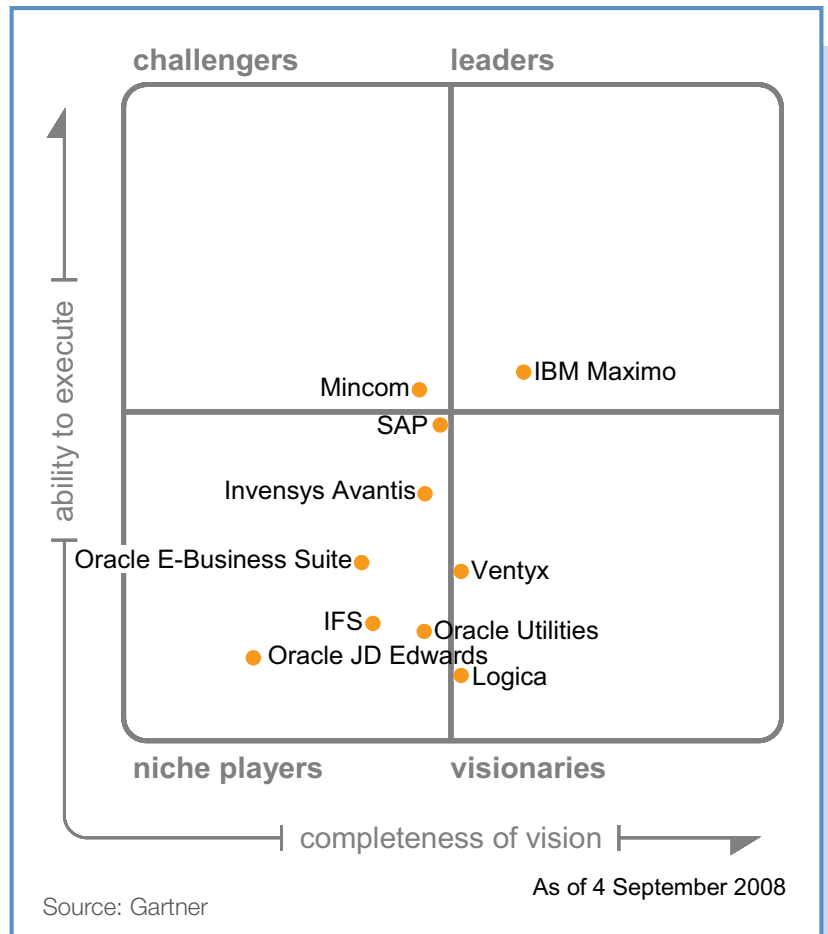 challengers
leaders
ability to execute
IBM Maximo
Mincom
SAP
Invensys Avantis
Oracle E-Business Suite
Ventyx
IFS
Oracle Utilities
Oracle JD Edwards
Logica
niche players
visionaries
completeness of vision
As of 4 September 2008
Source: Gartner